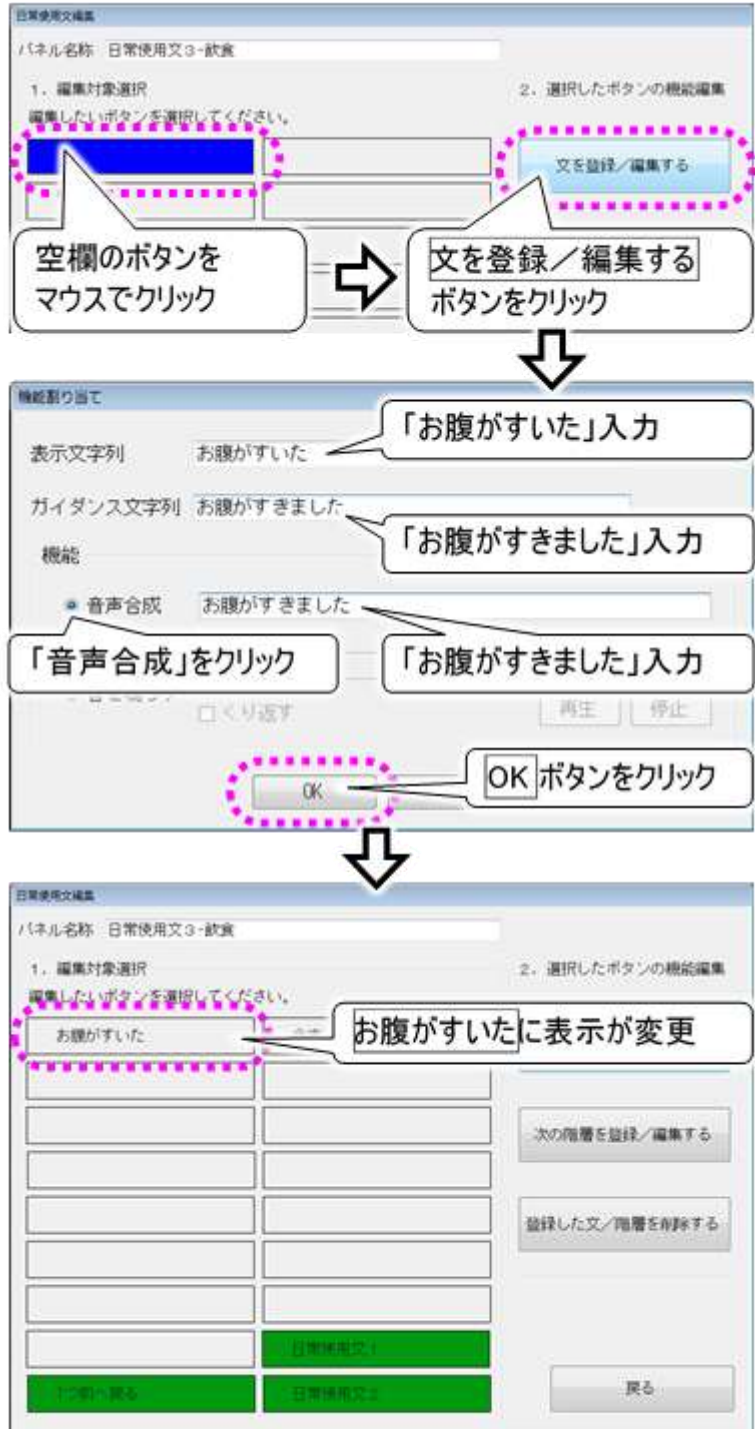 日常使用文編集
パネル名称 日常使用文3-飲食
1. 編集対象選択
2. 選択したボタンの機能編集
編集したいボタンを選択してください。
文を登録/編集する
空欄のボタンを
マウスでクリック
文を登録/編集する
ボタンをクリック
機能割り当て
「お腹がすいた」入力
表示文字列 お腹がすいた
ガイダンス文字列 お腹がすきました
「お腹がすきました」入力
機能
音声合成 お腹がすきました
「音声合成」をクリック
「お腹がすきました」入力
くり返す
再生 停止
OK
OK ボタンをクリック
日常使用文編集
パネル名称 日常使用文3-飲食
1. 編集対象選択
2. 選択したボタンの機能編集
編集したいボタンを選択してください。
お腹がすいた
お腹がすいたに表示が変更
次の階層を登録/編集する
登録した文/階層を削除する
日常使用文1
1つ前へ戻る
日常使用文2
戻る